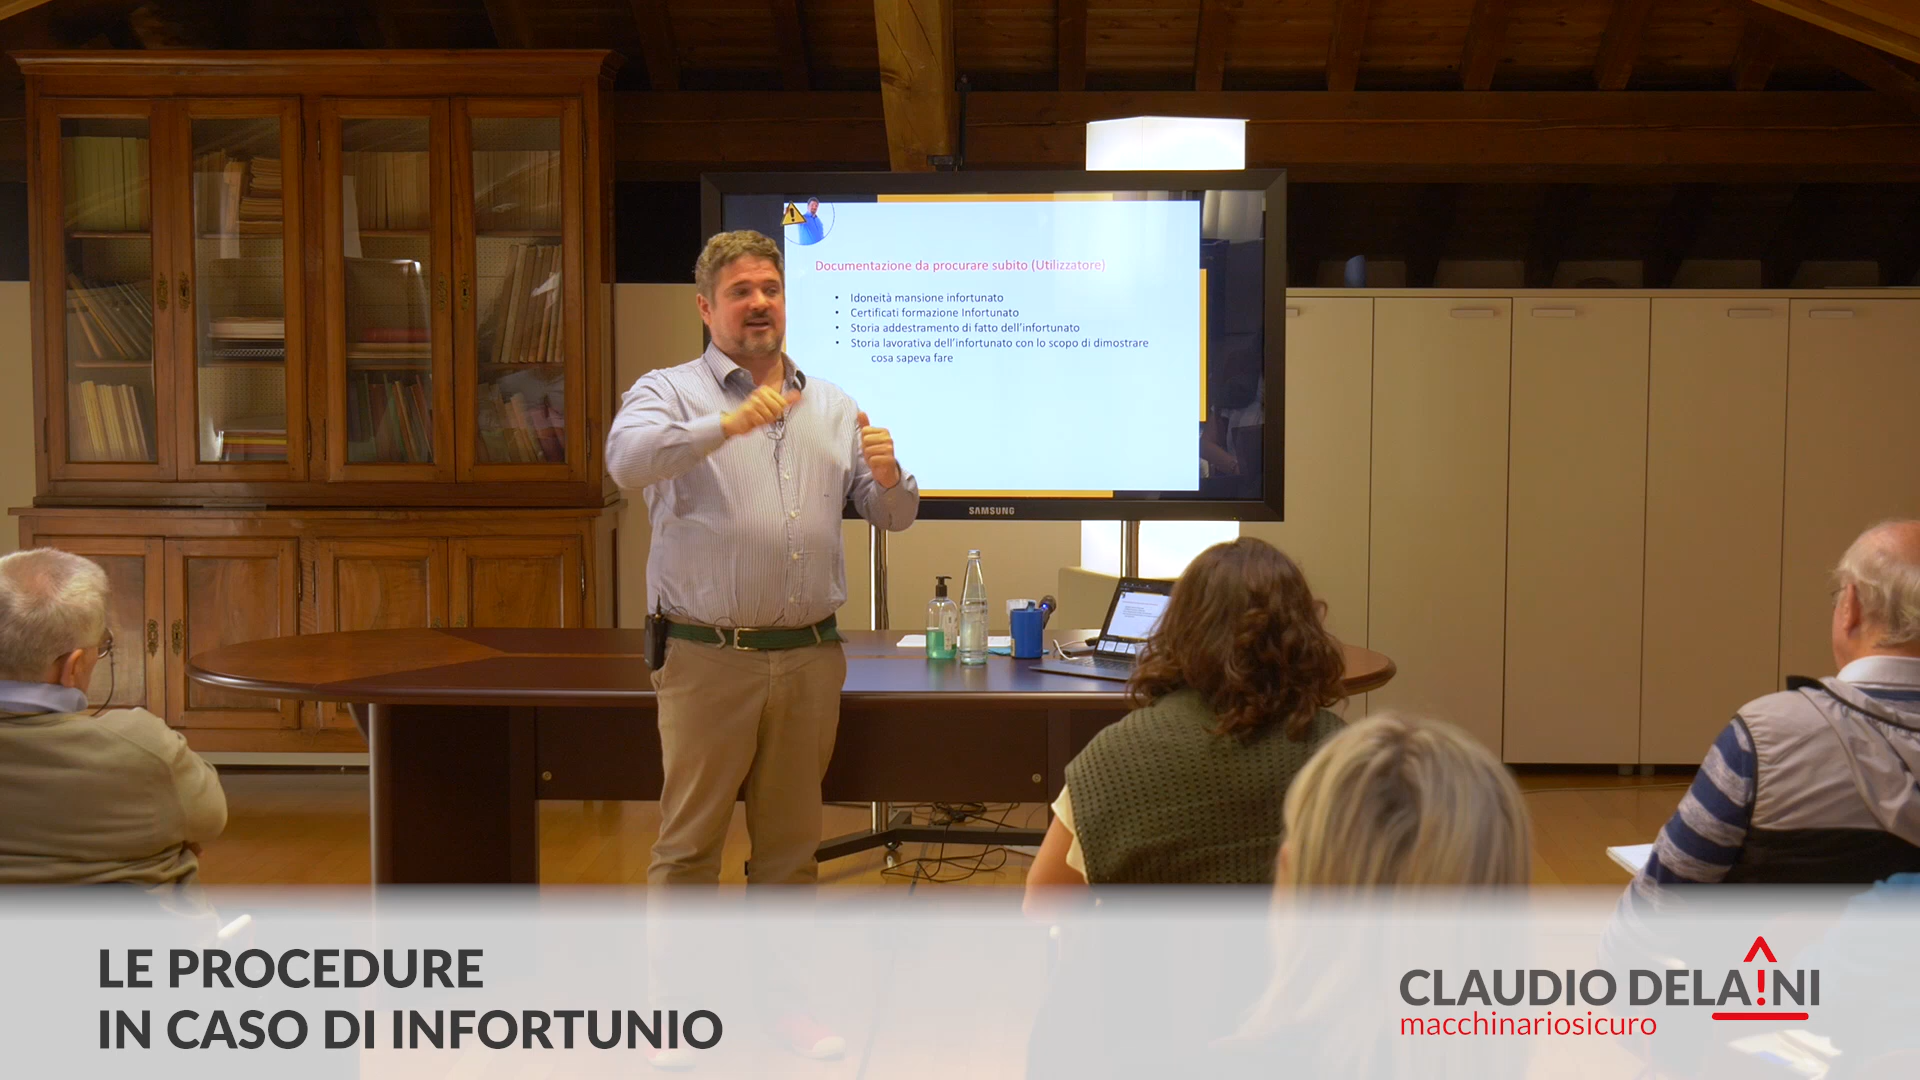 Documentazione da procurare subito (Utilizzatore)
• Idoneità mansione infortunato
• Certificati formazione Infortunato
• Storia addestramento di fatto dell'infortunato
• Storia lavorativa dell'infortunato con lo scopo di dimostrare
cosa sapeva fare
SAMSUNG
LE PROCEDURE
IN CASO DI INFORTUNIO
CLAUDIO DELAINI
macchinariosicuro